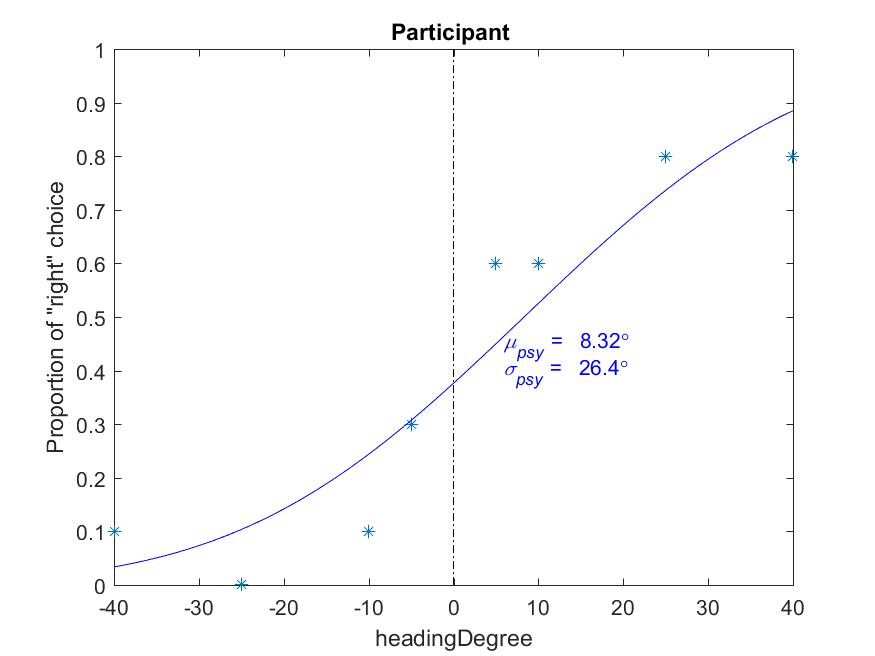 Participant
1
0.9
0.8
0.7
0.6
0.5
0.4
0.3
0.2
0.1
0
Proportion of "right" choice
μpsy = 8.32°
σpsy = 26.4°
-40 -30 -20 -10 0 10 20 30 40
headingDegree